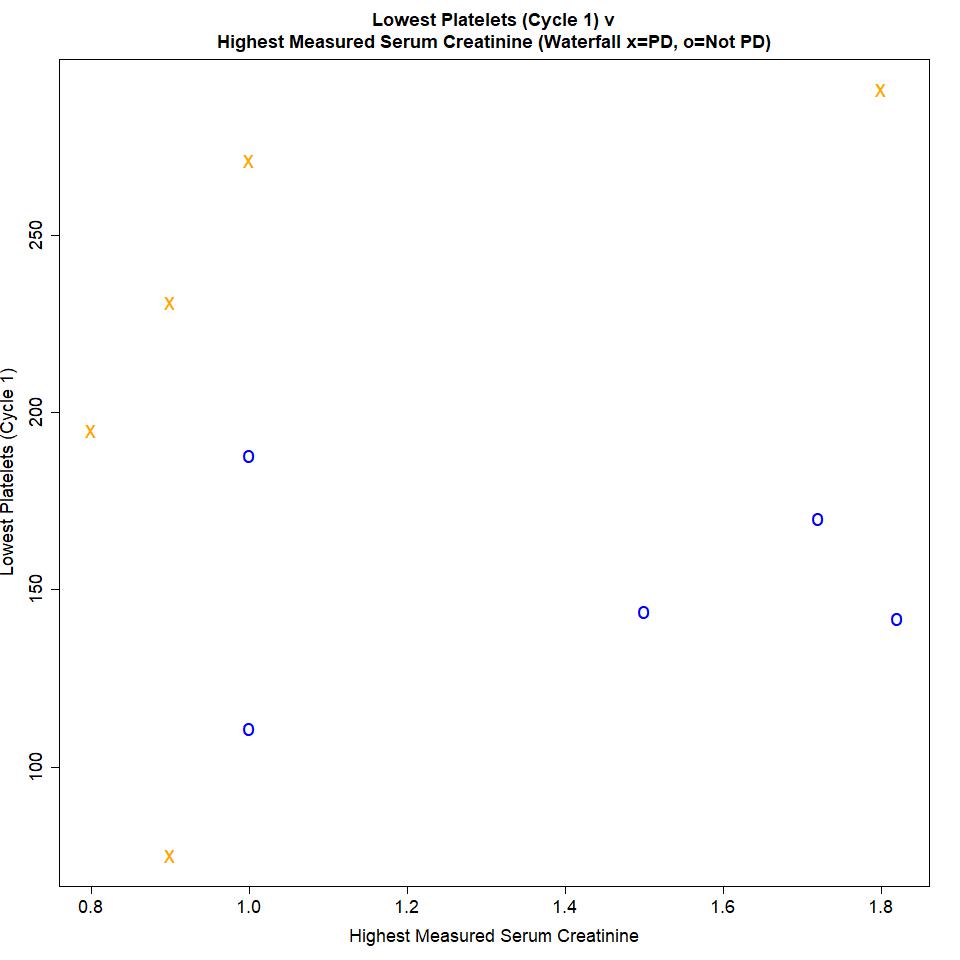 Lowest Platelets (Cycle 1) v
Highest Measured Serum Creatinine (Waterfall x=PD, o=Not PD)
x
x
250
x
Lowest Platelets (Cycle 1)
200
x
o
o
150
o
o
o
100
x
0.8 1.0 1.2 1.4 1.6 1.8
Highest Measured Serum Creatinine